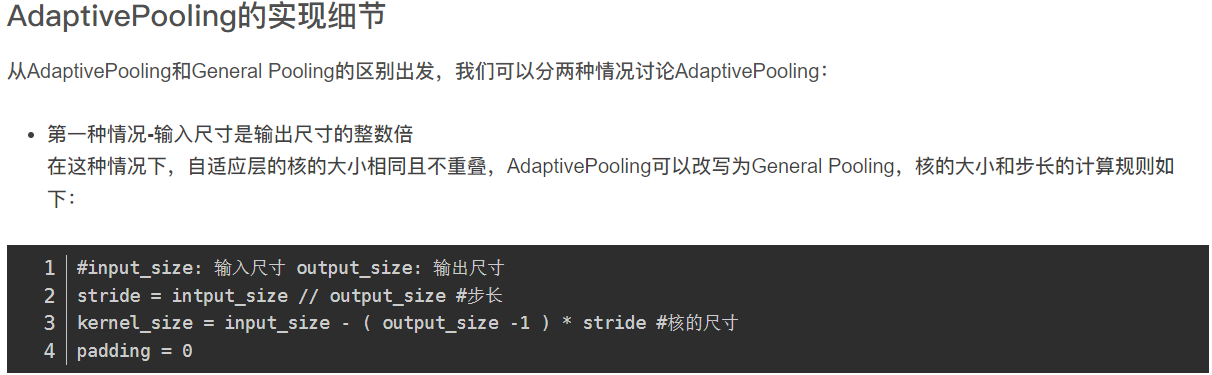 AdaptivePooling的实现细节
从AdaptivePooling和General Pooling的区别出发，我们可以分两种情况讨论AdaptivePooling：
• 第一种情况-输入尺寸是输出尺寸的整数倍
在这种情况下，自适应层的核的大小相同且不重叠，AdaptivePooling可以改写为General Pooling，核的大小和步长的计算规则如
下：
1 #input_size: 输入尺寸 output_size: 输出尺寸
2 stride = intput_size // output_size #步长
3 kernel_size = input_size - ( output_size -1 ) * stride #核的尺寸
4 padding = 0